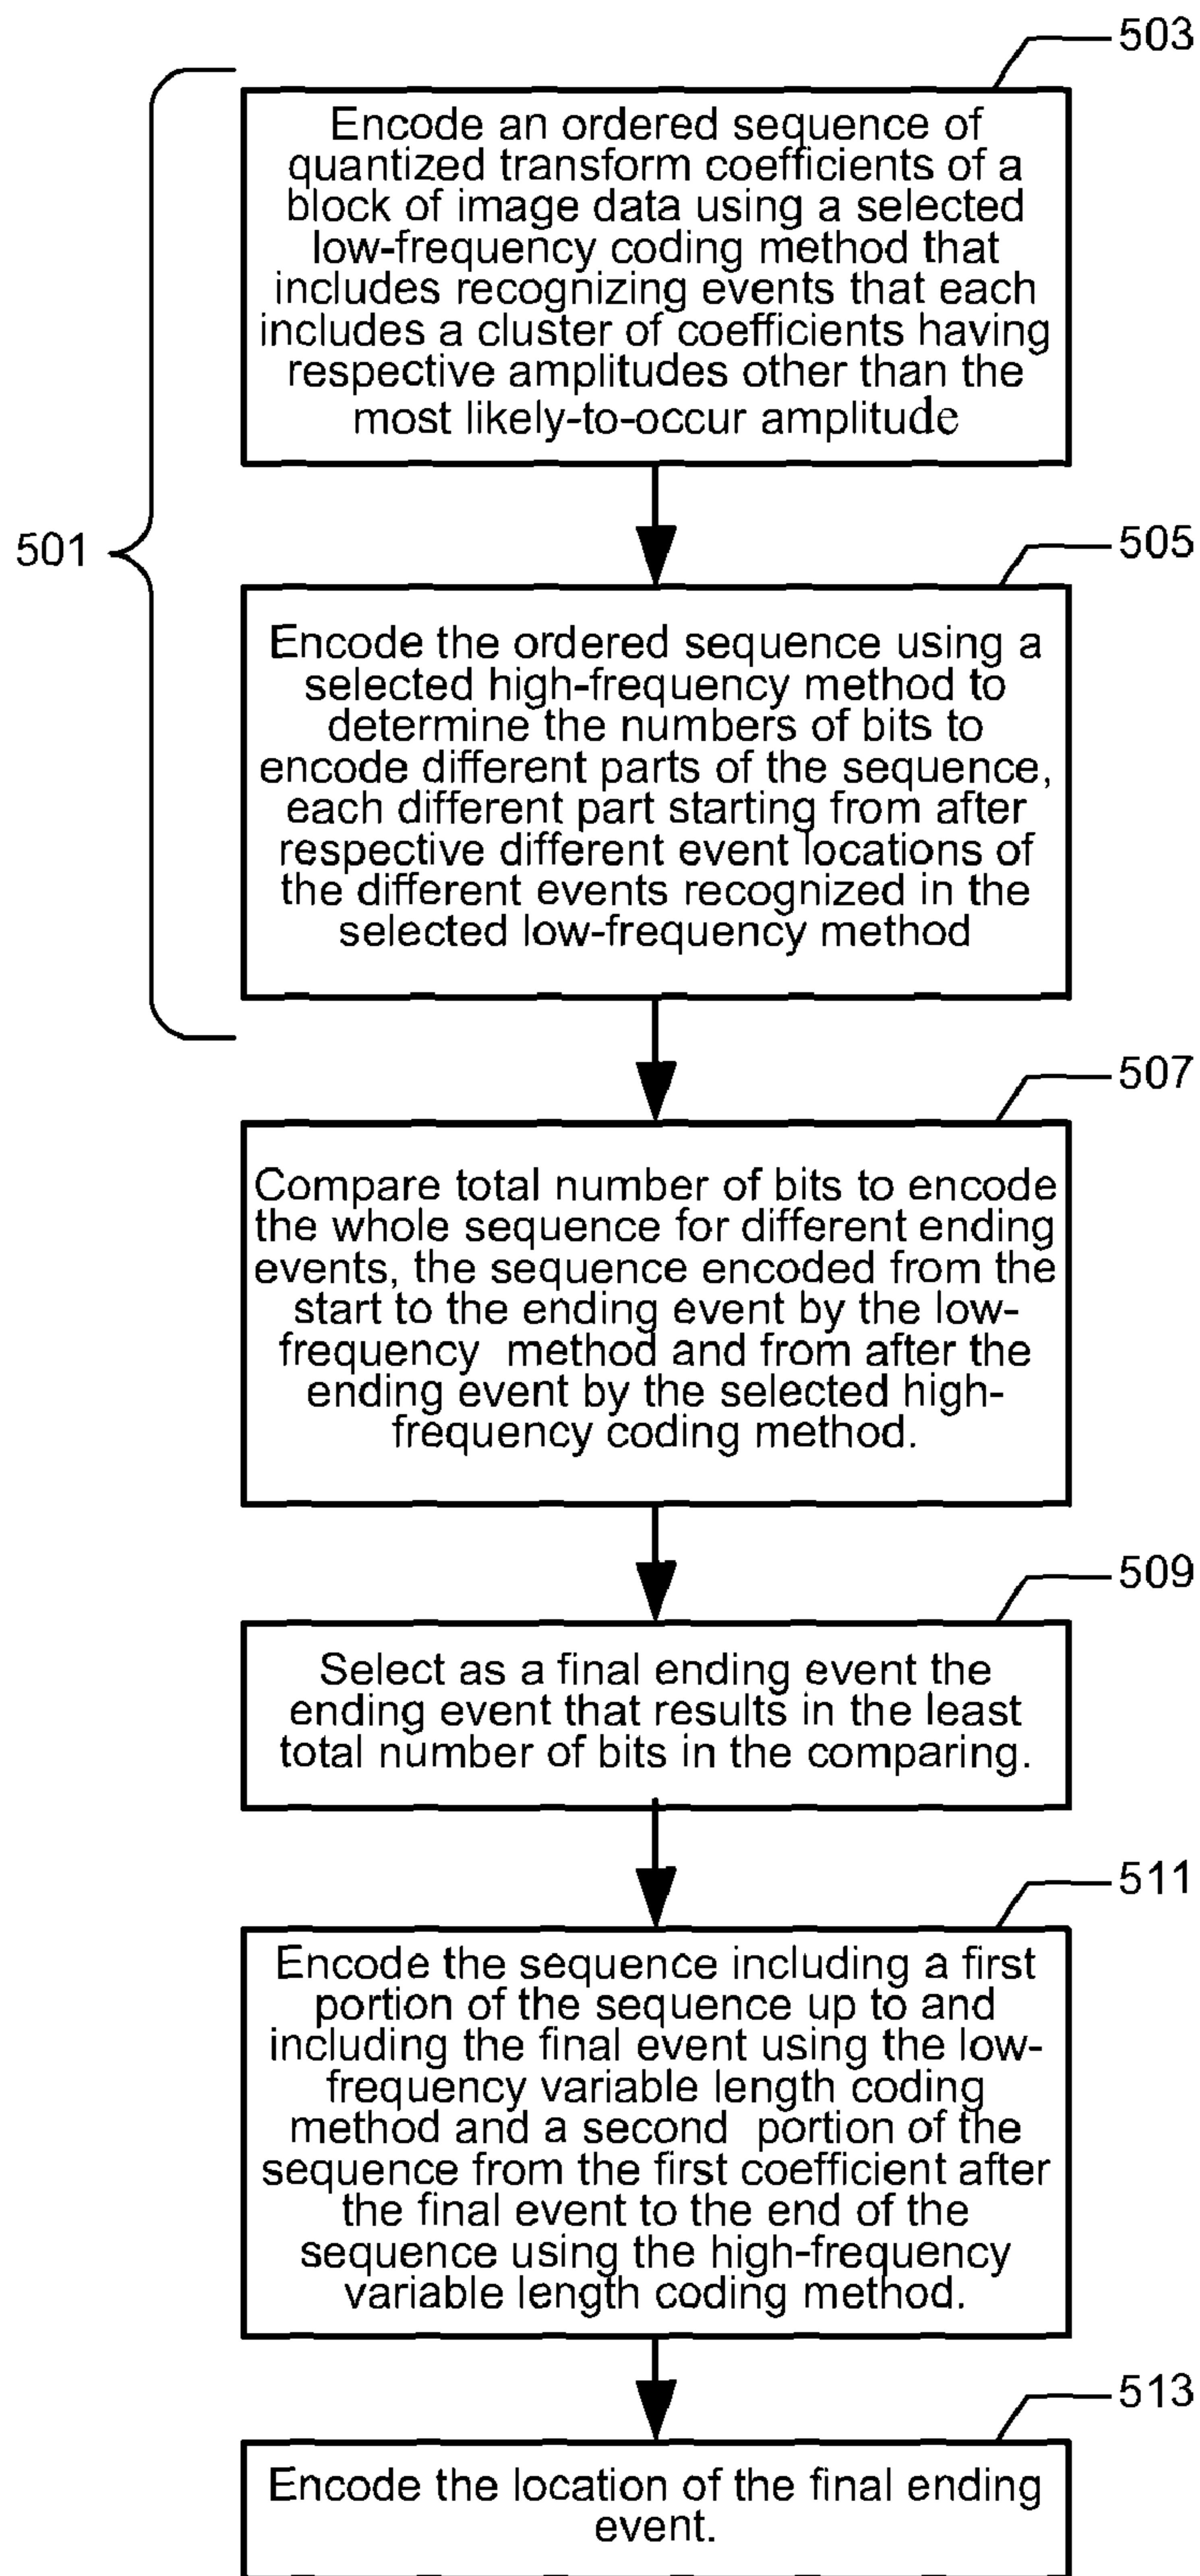 503
Encode an ordered sequence of
quantized transform coefficients of a
block of image data using a selected
low-frequency coding method that
includes recognizing events that each
includes a cluster of coefficients having
respective amplitudes other than the
most likely-to-occur amplitude
501
505
Encode the ordered sequence using a
selected high-frequency method to
determine the numbers of bits to
encode different parts of the sequence,
each different part starting from after
respective different event locations of
the different events recognized in the
selected low-frequency method
507
Compare total number of bits to encode
the whole sequence for different ending
events, the sequence encoded from the
start to the ending event by the low-
frequency method and from after the
ending event by the selected high-
frequency coding method.
509
Select as a final ending event the
ending event that results in the least
total number of bits in the comparing.
511
Encode the sequence including a first
portion of the sequence up to and
including the final event using the low-
frequency variable length coding
method and a second portion of the
sequence from the first coefficient after
the final event to the end of the
sequence using the high-frequency
variable length coding method.
513
Encode the location of the final ending
event.